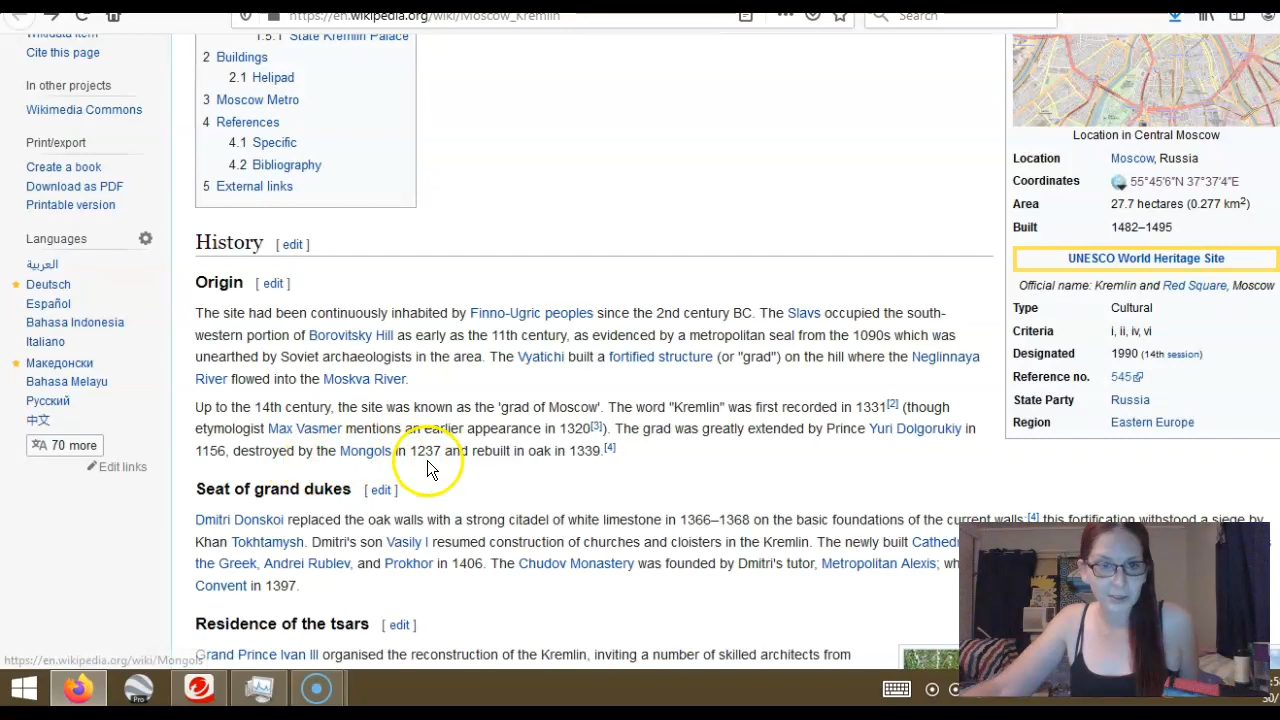 https://en.wikipedia.org/wiki/Moscow_Kremlin
Search
Wikidata item
Cite this page
In other projects
Wikimedia Commons
Print/export
Create a book
Download as PDF
Printable version
Languages
العربية
Deutsch
Español
Bahasa Indonesia
Italiano
Македонски
Bahasa Melayu
Русский
中文
70 more
Edit links
1.5.1 State Kremlin Palace
2 Buildings
2.1 Helipad
3 Moscow Metro
4 References
4.1 Specific
4.2 Bibliography
5 External links
History [ edit ]
Origin [ edit ]
The site had been continuously inhabited by Finno-Ugric peoples since the 2nd century BC. The Slavs occupied the south-
western portion of Borovitsky Hill as early as the 11th century, as evidenced by a metropolitan seal from the 1090s which was
unearthed by Soviet archaeologists in the area. The Vyatichi built a fortified structure (or "grad") on the hill where the Neglinnaya
River flowed into the Moskva River.
Up to the 14th century, the site was known as the 'grad of Moscow'. The word "Kremlin" was first recorded in 1331[2] (though
etymologist Max Vasmer mentions an earlier appearance in 1320[3]). The grad was greatly extended by Prince Yuri Dolgorukiy in
1156, destroyed by the Mongols in 1237 and rebuilt in oak in 1339.[4]
Seat of grand dukes [ edit ]
Dmitri Donskoi replaced the oak walls with a strong citadel of white limestone in 1366–1368 on the basic foundations of the current walls;[4] this fortification withstood a siege by
Khan Tokhtamysh. Dmitri's son Vasily I resumed construction of churches and cloisters in the Kremlin. The newly built
the Greek, Andrei Rublev, and Prokhor in 1406. The Chudov Monastery was founded by Dmitri's tutor, Metropolitan Alexis;
Convent in 1397.
Residence of the tsars [ edit ]
Grand Prince Ivan III organised the reconstruction of the Kremlin, inviting a number of skilled architects from
Location in Central Moscow
Location Moscow, Russia
Coordinates 55°45′6″N 37°37′4″E
Area 27.7 hectares (0.277 km2)
Built 1482–1495
UNESCO World Heritage Site
Official name: Kremlin and Red Square, Moscow
Type Cultural
Criteria i, ii, iv, vi
Designated 1990 (14th session)
Reference no. 545
State Party Russia
Region Eastern Europe
https://en.wikipedia.org/wiki/Mongols
Pro